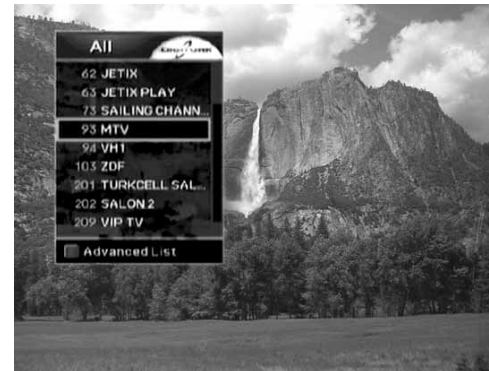 All
DIGITURK
62 JETIX
63 JETIX PLAY
73 SAILING CHANN...
93 MTV
94 VH1
103 ZDF
201 TURKCELL SAL...
202 SALON 2
209 VIP TV
Advanced List